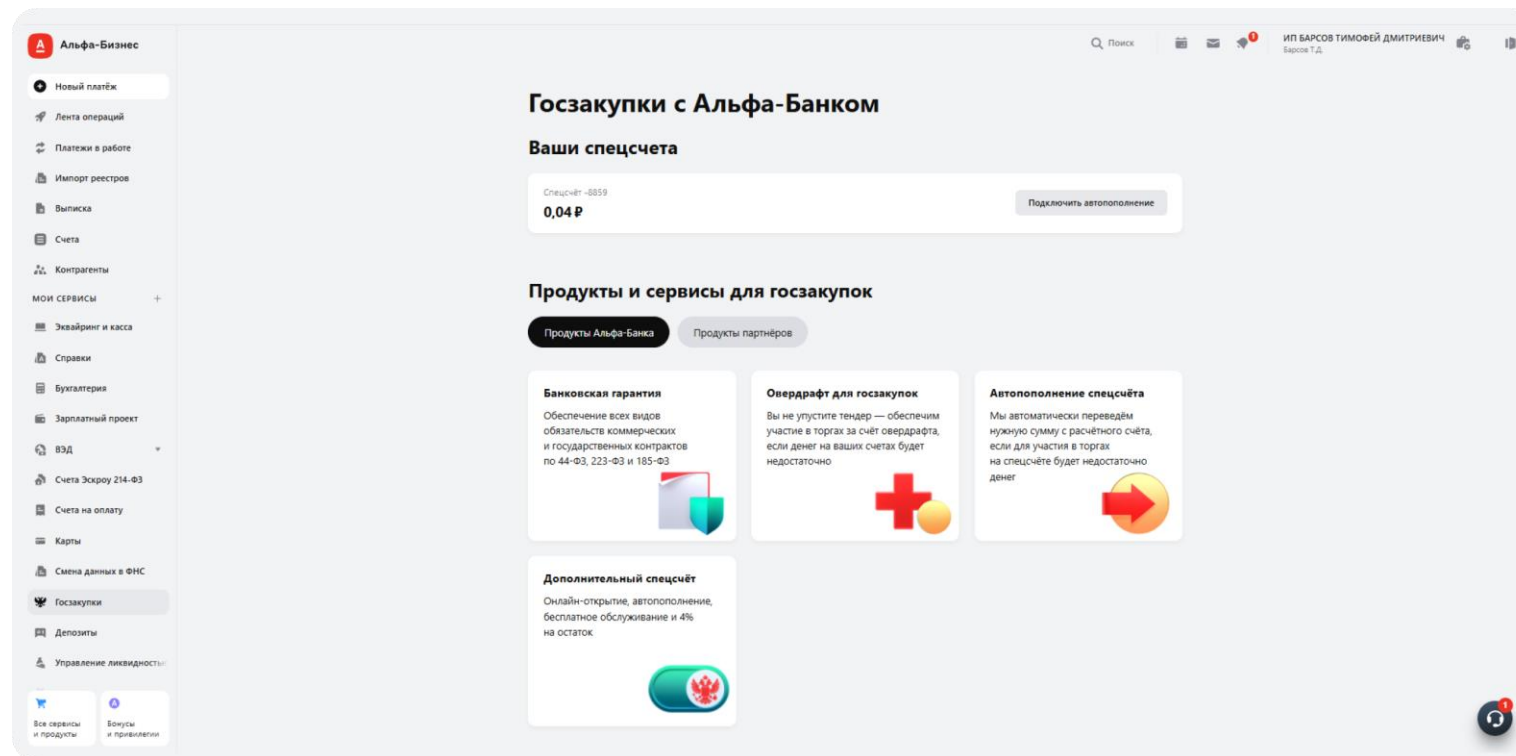 Альфа-Бизнес
Поиск
3
ИП БАРСОВ ТИМОФЕЙ ДМИТРИЕВИЧ
Барсов Т.Д.
Новый платёж
Лента операций
Платежи в работе
Импорт реестров
Выписка
Счета
Контрагенты
МОИ СЕРВИСЫ
Эквайринг и касса
Справки
Бухгалтерия
Зарплатный проект
ВЭД
Счета Эскроу 214-ФЗ
Счета на оплату
Карты
Смена данных в ФНС
Госзакупки
Депозиты
Управление ликвидностью
Все сервисы
и продукты
Бонусы
и привилегии
Госзакупки с Альфа-Банком
Ваши спецсчета
Спецсчёт ··8859
0,04 ₽
Подключить автопополнение
Продукты и сервисы для госзакупок
Продукты Альфа-Банка
Продукты партнёров
Банковская гарантия
Обеспечение всех видов
обязательств коммерческих
и государственных контрактов
по 44-ФЗ, 223-ФЗ и 185-ФЗ
Овердрафт для госзакупок
Вы не упустите тендер — обеспечим
участие в торгах за счёт овердрафта,
если денег на ваших счетах будет
недостаточно
Автопополнение спецсчёта
Мы автоматически переведём
нужную сумму с расчётного счёта,
если для участия в торгах
на спецсчёте будет недостаточно
денег
Дополнительный спецсчёт
Онлайн-открытие, автопополнение,
бесплатное обслуживание и 4%
на остаток
1